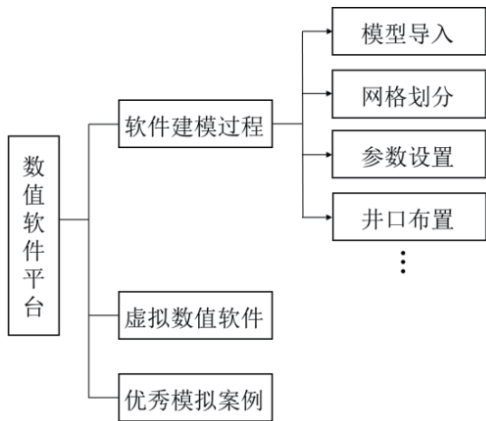 数值软件平台
软件建模过程
模型导入
网格划分
参数设置
井口布置
虚拟数值软件
优秀模拟案例